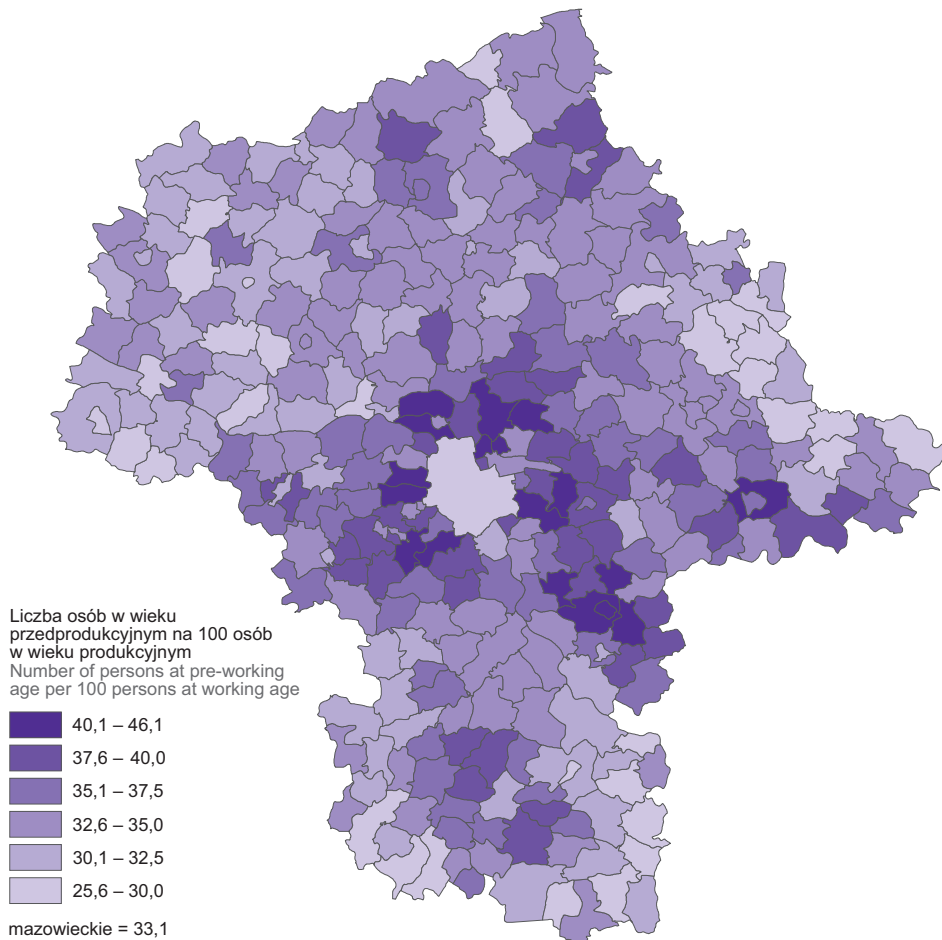 Liczba osób w wieku
przedprodukcyjnym na 100 osób
w wieku produkcyjnym
Number of persons at pre-working
age per 100 persons at working age
40,1 – 46,1
37,6 – 40,0
35,1 – 37,5
32,6 – 35,0
30,1 – 32,5
25,6 – 30,0
mazowieckie = 33,1